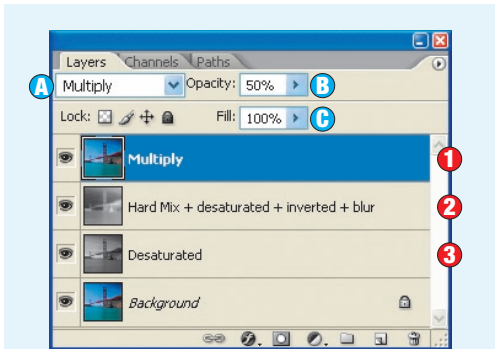 Layers Channels Paths
A Multiply Opacity: 50% B
Lock: Fill: 100% C
Multiply 1
Hard Mix + desaturated + inverted + blur 2
Desaturated 3
Background